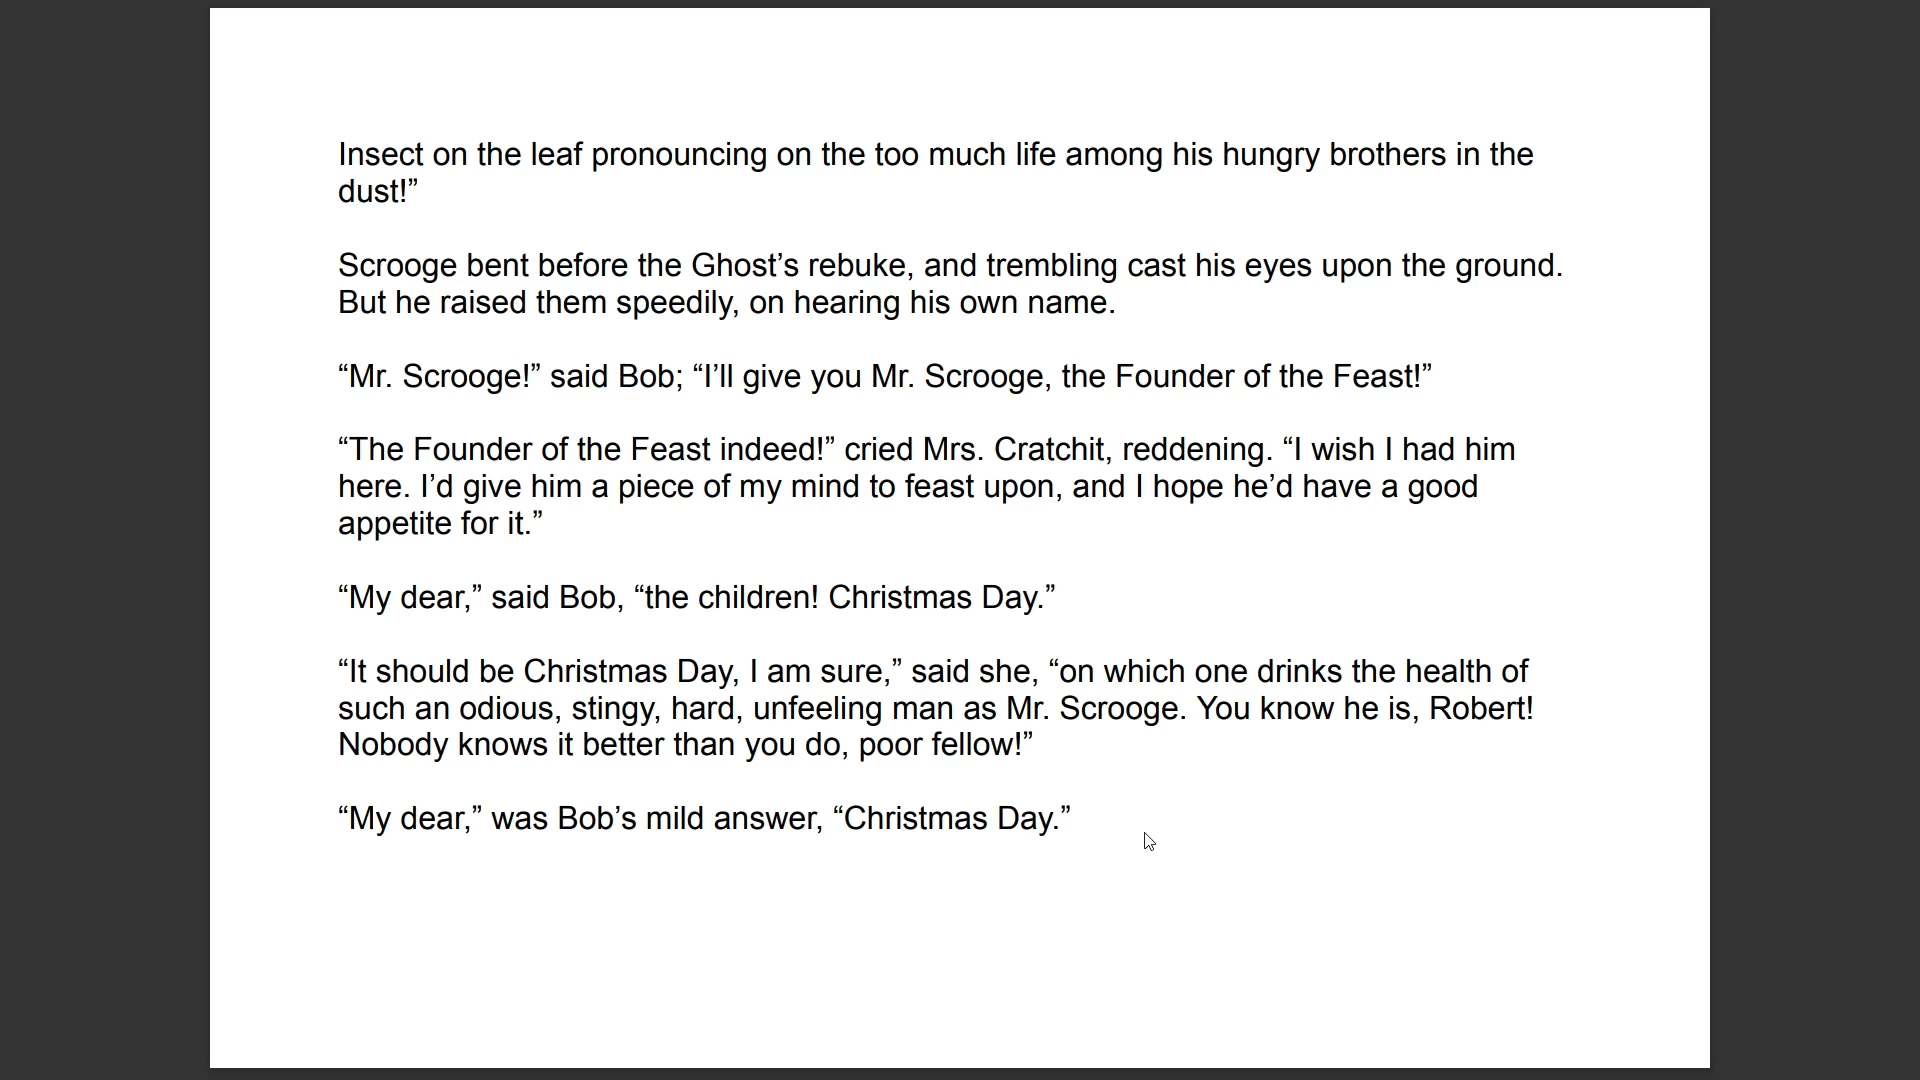 Insect on the leaf pronouncing on the too much life among his hungry brothers in the
dust!”
Scrooge bent before the Ghost’s rebuke, and trembling cast his eyes upon the ground.
But he raised them speedily, on hearing his own name.
“Mr. Scrooge!” said Bob; “I’ll give you Mr. Scrooge, the Founder of the Feast!”
“The Founder of the Feast indeed!” cried Mrs. Cratchit, reddening. “I wish I had him
here. I’d give him a piece of my mind to feast upon, and I hope he’d have a good
appetite for it.”
“My dear,” said Bob, “the children! Christmas Day.”
“It should be Christmas Day, I am sure,” said she, “on which one drinks the health of
such an odious, stingy, hard, unfeeling man as Mr. Scrooge. You know he is, Robert!
Nobody knows it better than you do, poor fellow!”
“My dear,” was Bob’s mild answer, “Christmas Day.”